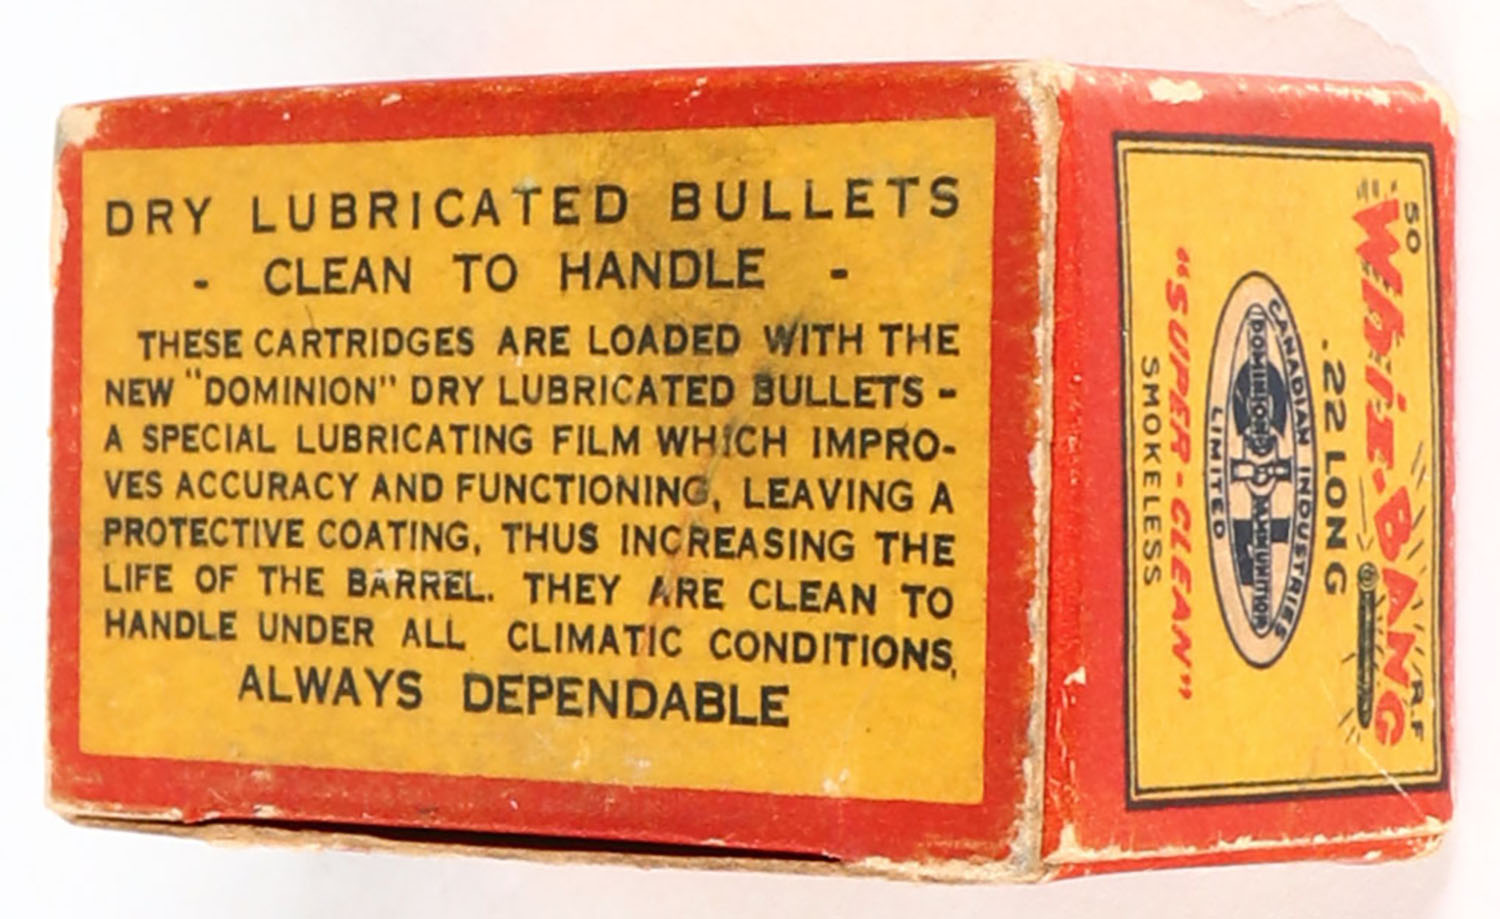 DRY LUBRICATED BULLETS
- CLEAN TO HANDLE -
THESE CARTRIDGES ARE LOADED WITH THE
NEW "DOMINION" DRY LUBRICATED BULLETS -
A SPECIAL LUBRICATING FILM WHICH IMPRO-
VES ACCURACY AND FUNCTIONING, LEAVING A
PROTECTIVE COATING, THUS INCREASING THE
LIFE OF THE BARREL. THEY ARE CLEAN TO
HANDLE UNDER ALL CLIMATIC CONDITIONS,
ALWAYS DEPENDABLE
50 R.F
Whiz-BANG
.22 LONG
CANADIAN INDUSTRIES
DOMINION AMMUNITION
LIMITED
"SUPER-CLEAN"
SMOKELESS